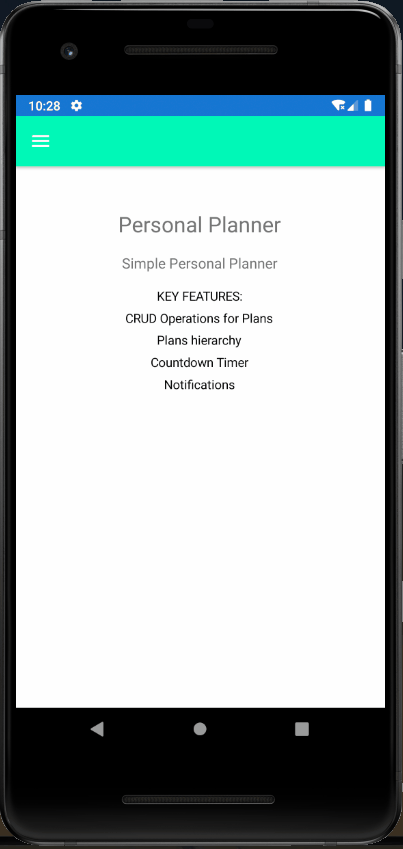 10:28
Personal Planner
Simple Personal Planner
KEY FEATURES:
CRUD Operations for Plans
Plans hierarchy
Countdown Timer
Notifications